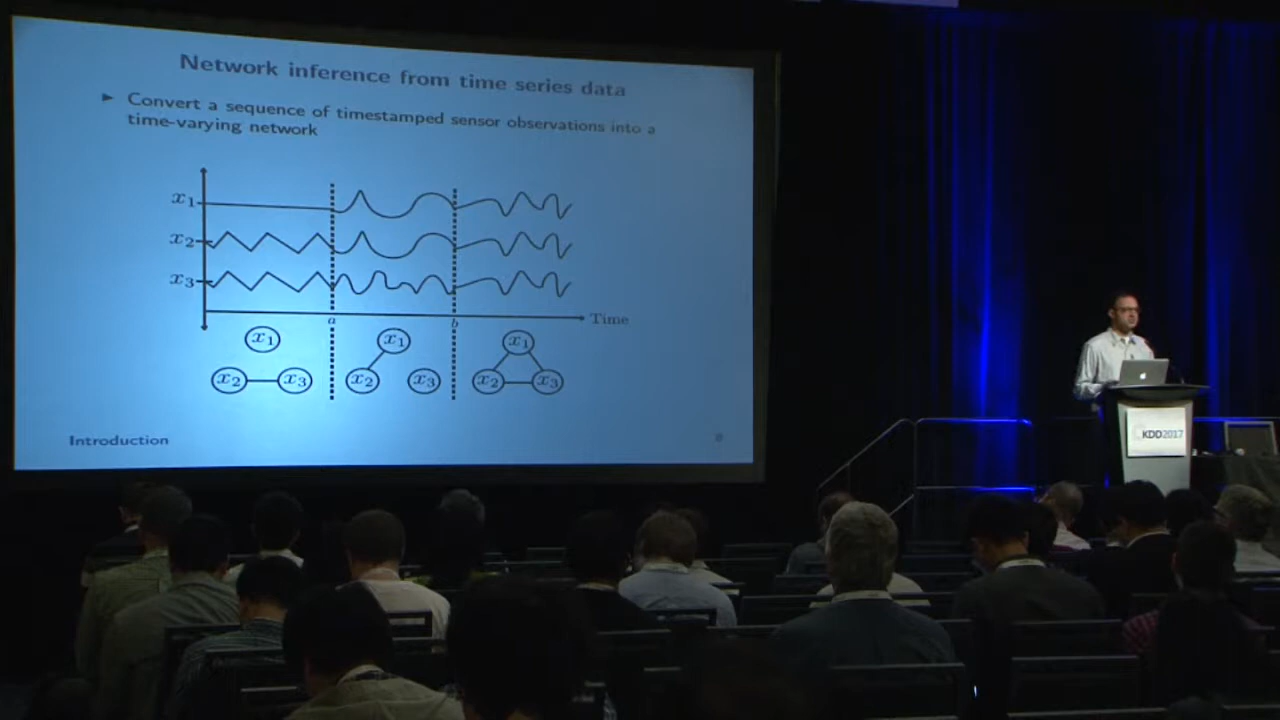 Network inference from time series data
► Convert a sequence of timestamped sensor observations into a
time-varying network
x1
x2
x3
a
b
Time
x1
x2 x3
x1
x2 x3
x1
x2 x3
Introduction
KDD2017